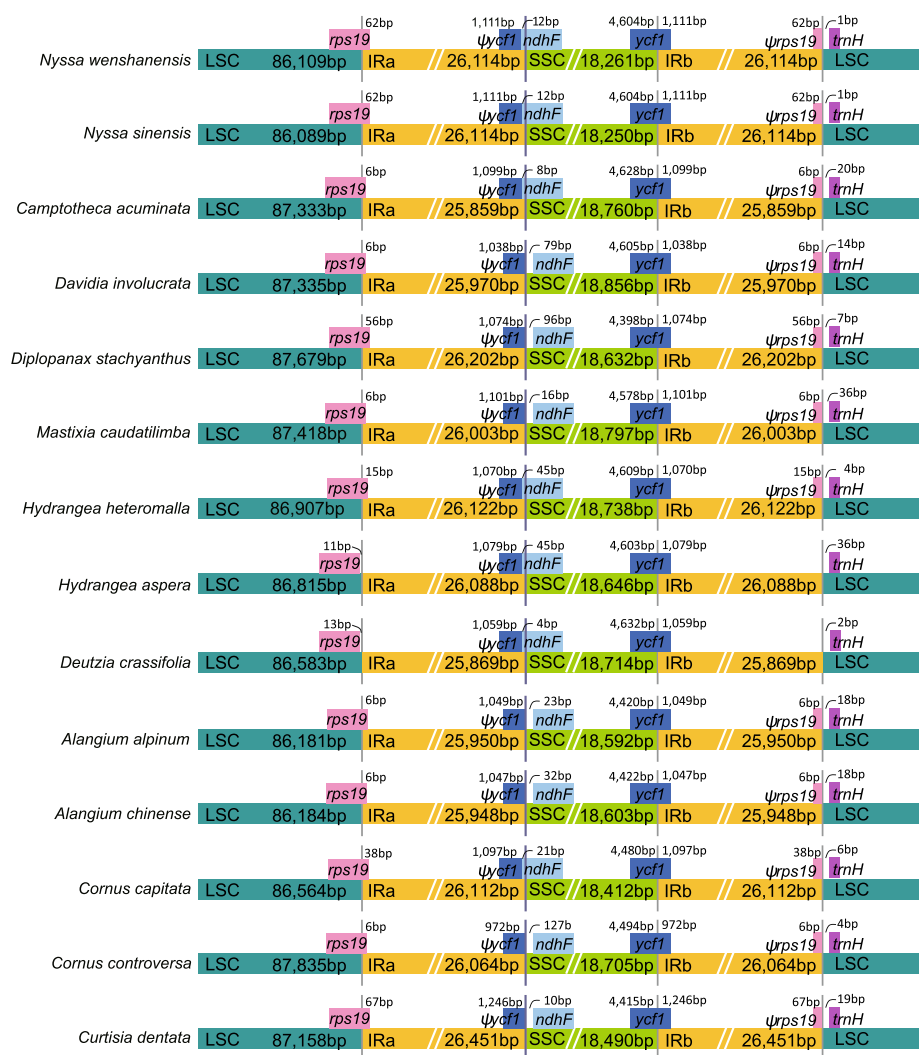 62bp 1,111bp 12bp 4,604bp 1,111bp 62bp 1bp
rps19 ψycf1 ndhF ycf1 ψrps19 trnH
Nyssa wenshanensis LSC 86,109bp IRa 26,114bp SSC 18,261bp IRb 26,114bp LSC
62bp 1,111bp 12bp 4,604bp 1,111bp 62bp 1bp
rps19 ψycf1 ndhF ycf1 ψrps19 trnH
Nyssa sinensis LSC 86,089bp IRa 26,114bp SSC 18,250bp IRb 26,114bp LSC
6bp 1,099bp 8bp 4,628bp 1,099bp 6bp 20bp
rps19 ψycf1 ndhF ycf1 ψrps19 trnH
Camptotheca acuminata LSC 87,333bp IRa 25,859bp SSC 18,760bp IRb 25,859bp LSC
6bp 1,038bp 79bp 4,605bp 1,038bp 6bp 14bp
rps19 ψycf1 ndhF ycf1 ψrps19 trnH
Davidia involucrata LSC 87,335bp IRa 25,970bp SSC 18,856bp IRb 25,970bp LSC
56bp 1,074bp 96bp 4,398bp 1,074bp 56bp 7bp
rps19 ψycf1 ndhF ycf1 ψrps19 trnH
Diplopanax stachyanthus LSC 87,679bp IRa 26,202bp SSC 18,632bp IRb 26,202bp LSC
6bp 1,101bp 16bp 4,578bp 1,101bp 6bp 36bp
rps19 ψycf1 ndhF ycf1 ψrps19 trnH
Mastixia caudatilimba LSC 87,418bp IRa 26,003bp SSC 18,797bp IRb 26,003bp LSC
15bp 1,070bp 45bp 4,609bp 1,070bp 15bp 4bp
rps19 ψycf1 ndhF ycf1 ψrps19 trnH
Hydrangea heteromalla LSC 86,907bp IRa 26,122bp SSC 18,738bp IRb 26,122bp LSC
11bp 1,079bp 45bp 4,603bp 1,079bp 36bp
rps19 ψycf1 ndhF ycf1 trnH
Hydrangea aspera LSC 86,815bp IRa 26,088bp SSC 18,646bp IRb 26,088bp LSC
13bp 1,059bp 4bp 4,632bp 1,059bp 2bp
rps19 ψycf1 ndhF ycf1 trnH
Deutzia crassifolia LSC 86,583bp IRa 25,869bp SSC 18,714bp IRb 25,869bp LSC
6bp 1,049bp 23bp 4,420bp 1,049bp 6bp 18bp
rps19 ψycf1 ndhF ycf1 ψrps19 trnH
Alangium alpinum LSC 86,181bp IRa 25,950bp SSC 18,592bp IRb 25,950bp LSC
6bp 1,047bp 32bp 4,422bp 1,047bp 6bp 18bp
rps19 ψycf1 ndhF ycf1 ψrps19 trnH
Alangium chinense LSC 86,184bp IRa 25,948bp SSC 18,603bp IRb 25,948bp LSC
38bp 1,097bp 21bp 4,480bp 1,097bp 38bp 6bp
rps19 ψycf1 ndhF ycf1 ψrps19 trnH
Cornus capitata LSC 86,564bp IRa 26,112bp SSC 18,412bp IRb 26,112bp LSC
6bp 972bp 127b 4,494bp 972bp 6bp 4bp
rps19 ψycf1 ndhF ycf1 ψrps19 trnH
Cornus controversa LSC 87,835bp IRa 26,064bp SSC 18,705bp IRb 26,064bp LSC
67bp 1,246bp 10bp 4,415bp 1,246bp 67bp 19bp
rps19 ψycf1 ndhF ycf1 ψrps19 trnH
Curtisia dentata LSC 87,158bp IRa 26,451bp SSC 18,490bp IRb 26,451bp LSC